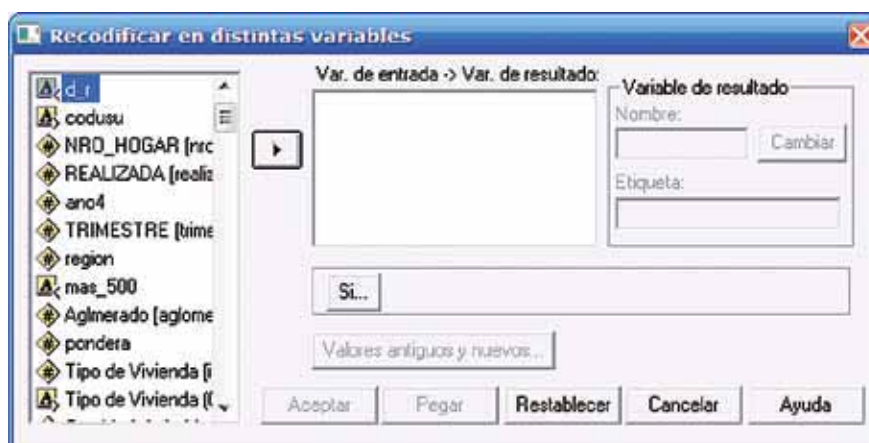 Recodificar en distintas variables
d_r
codusu
NRO_HOGAR [nrc
REALIZADA [realiz
ano4
TRIMESTRE [trime
region
mas_500
Aglmerado [aglome
pondera
Tipo de Vivienda [i
Tipo de Vivienda (O
Var. de entrada -> Var. de resultado:
Variable de resultado
Nombre:
Cambiar
Etiqueta:
Si...
Valores antiguos y nuevos...
Aceptar
Pegar
Restablecer
Cancelar
Ayuda